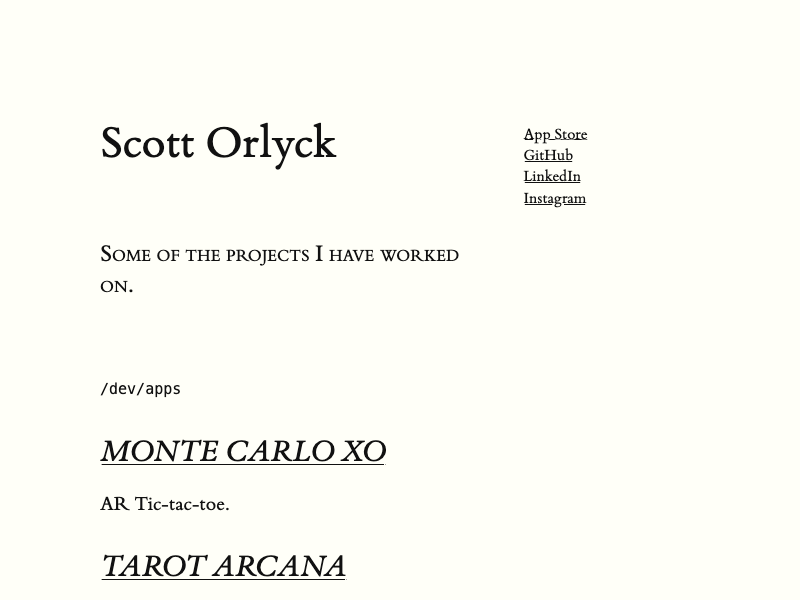 Scott Orlyck
App Store
GitHub
LinkedIn
Instagram
Some of the projects I have worked
on.
/dev/apps
MONTE CARLO XO
AR Tic-tac-toe.
TAROT ARCANA